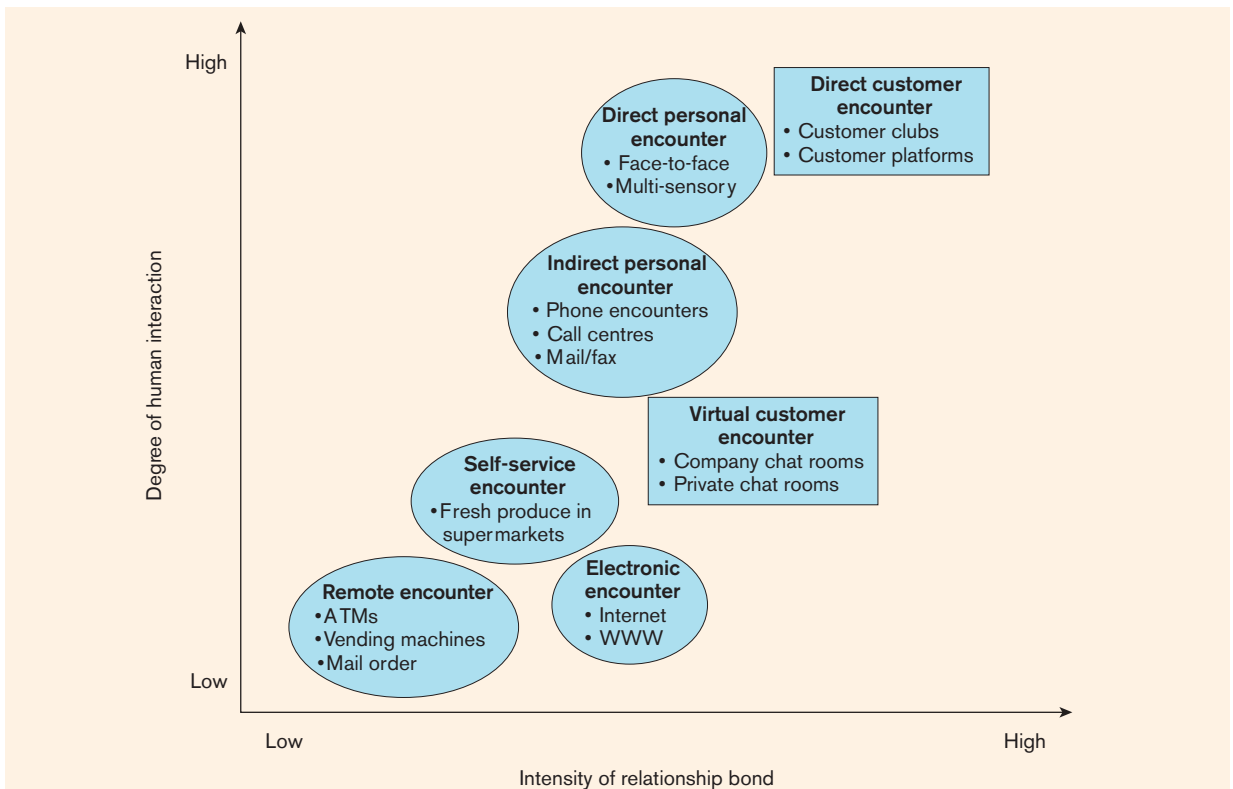 High
Direct customer
encounter
• Customer clubs
• Customer platforms
Direct personal
encounter
• Face-to-face
•Multi-sensory
Indirect personal
encounter
• Phone encounters
• Call centres
• Mail/fax
Degree of human interaction
Virtual customer
encounter
• Company chat rooms
• Private chat rooms
Self-service
encounter
•Fresh produce in
supermarkets
Electronic
encounter
• Internet
• WWW
Remote encounter
•ATMs
•Vending machines
•Mail order
Low
Low
High
Intensity of relationship bond